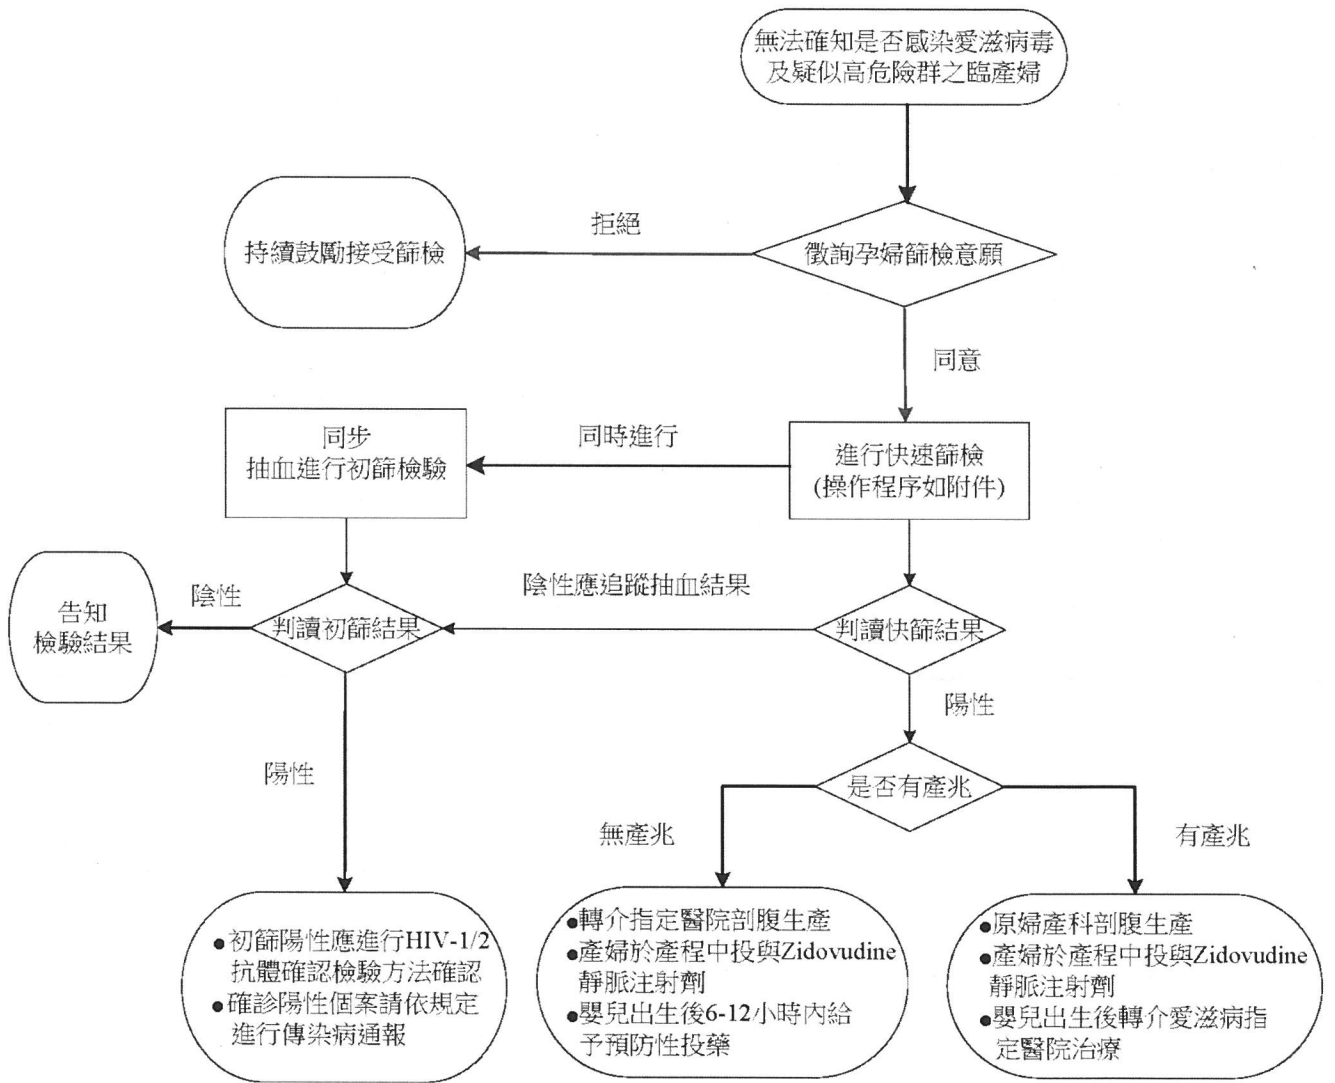 無法確知是否感染愛滋病毒
及疑似高危險群之臨產婦
拒絕
持續鼓勵接受篩檢
徵詢孕婦篩檢意願
同意
同步
抽血進行初篩檢驗
同時進行
進行快速篩檢
(操作程序如附件)
告知
檢驗結果
陰性
判讀初篩結果
陰性應追蹤抽血結果
判讀快篩結果
陽性
陽性
是否有產兆
無產兆
有產兆
●初篩陽性應進行HIV-1/2
抗體確認檢驗方法確認
●確診陽性個案請依規定
進行傳染病通報
●轉介指定醫院剖腹生產
●產婦於產程中投與Zidovudine
靜脈注射劑
●嬰兒出生後6-12小時內給
予預防性投藥
●原婦產科剖腹生產
●產婦於產程中投與Zidovudine
靜脈注射劑
●嬰兒出生後轉介愛滋病指
定醫院治療